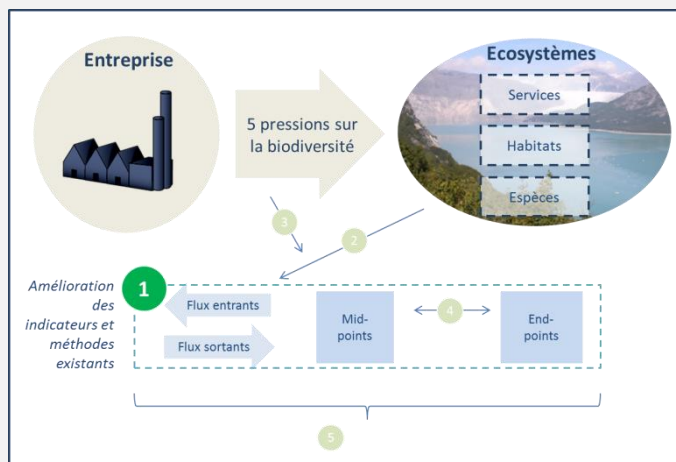 Entreprise
5 pressions sur
la biodiversité
Ecosystèmes
Services
Habitats
Espèces
3
2
Amélioration
des
indicateurs et
méthodes
existants
1
Flux entrants
Flux sortants
Mid-
points
4
End-
points
5